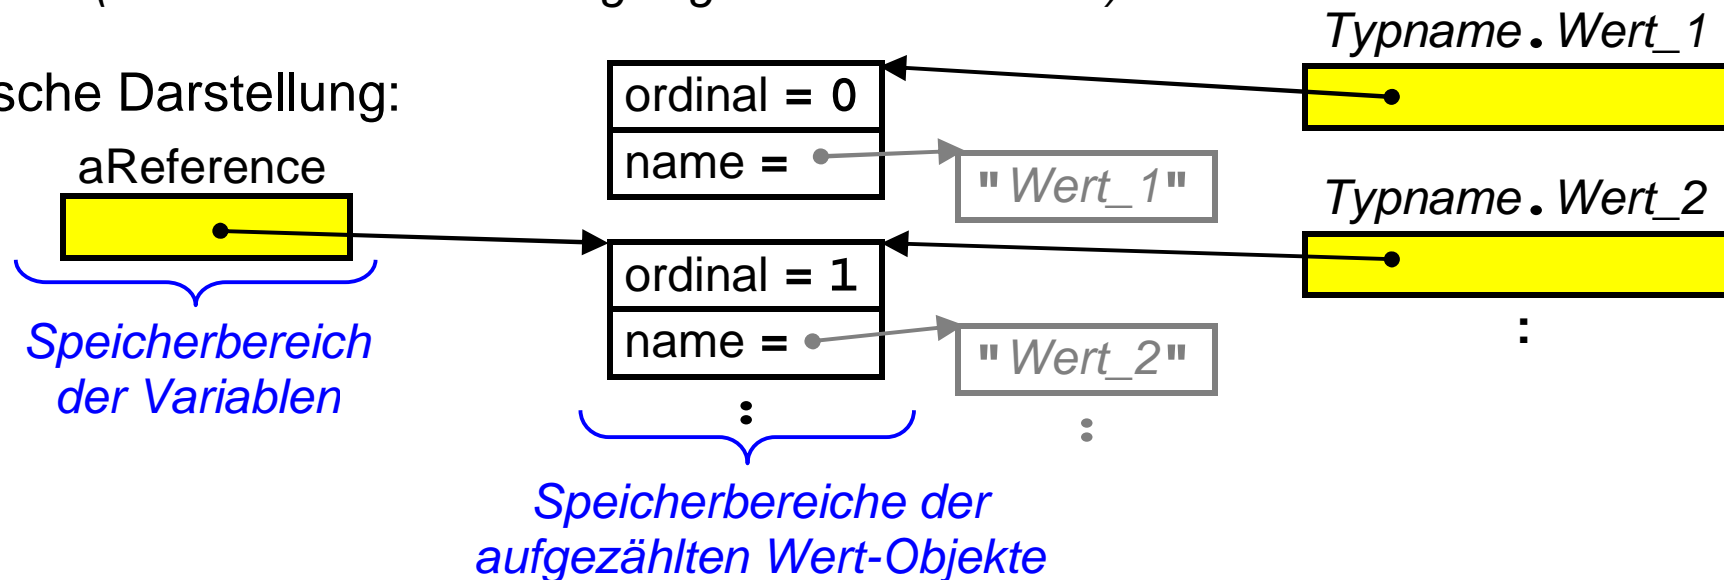 Typname.Wert_1
sche Darstellung:
ordinal = 0
name =
"Wert_1"
aReference
Typname.Wert_2
ordinal = 1
name =
"Wert_2"
:
:
:
Speicherbereich
der Variablen
Speicherbereiche der
aufgezählten Wert-Objekte